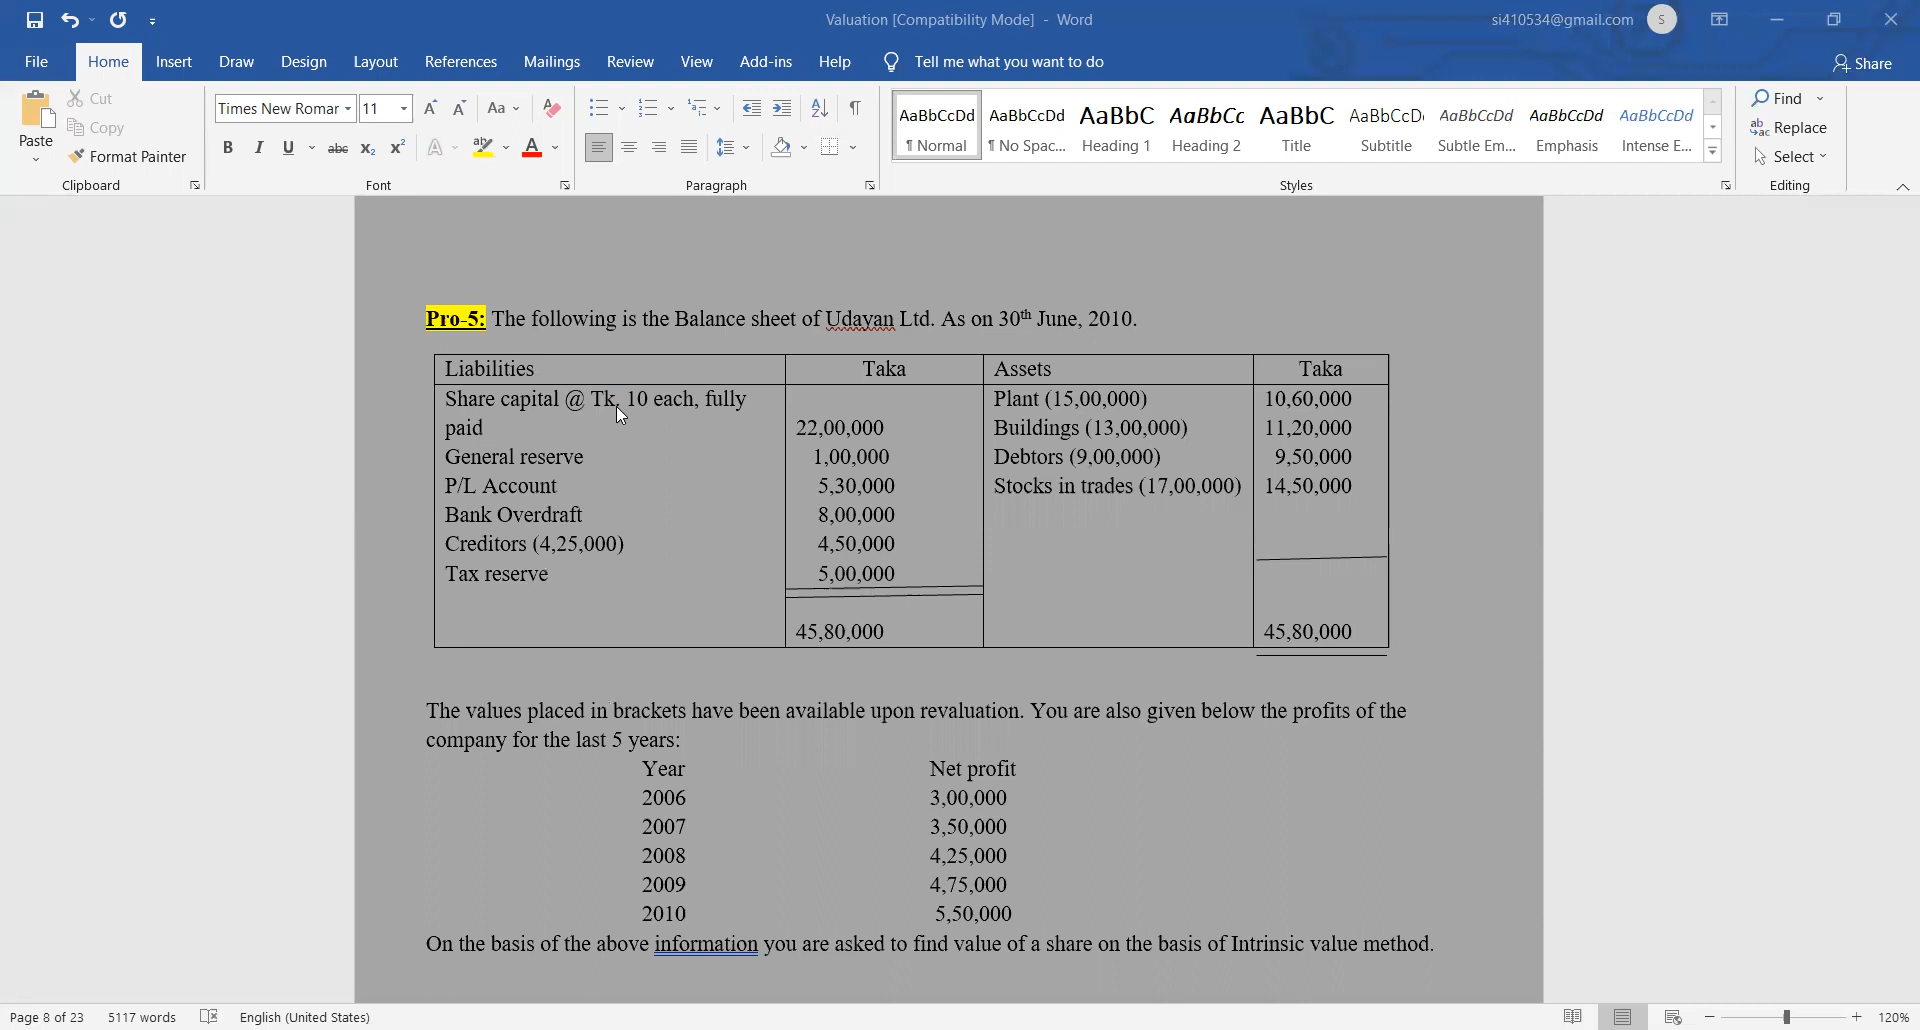 Valuation [Compatibility Mode] - Word
si410534@gmail.com S
File Home Insert Draw Design Layout References Mailings Review View Add-ins Help Tell me what you want to do Share
Paste
Cut
Copy
Format Painter
Clipboard
Times New Romar 11 Aa
B I U abc x₂ x² A ab A
Font
Paragraph
AaBbCcDd AaBbCcDd AaBbC AaBbCc AaBbC AaBbCcD AaBbCcDd AaBbCcDd AaBbCcDd
¶ Normal ¶ No Spac... Heading 1 Heading 2 Title Subtitle Subtle Em... Emphasis Intense E...
Styles
Find
Replace
Select
Editing
Pro-5: The following is the Balance sheet of Udayan Ltd. As on 30th June, 2010.
Liabilities Taka Assets Taka
Share capital @ Tk. 10 each, fully Plant (15,00,000) 10,60,000
paid 22,00,000 Buildings (13,00,000) 11,20,000
General reserve 1,00,000 Debtors (9,00,000) 9,50,000
P/L Account 5,30,000 Stocks in trades (17,00,000) 14,50,000
Bank Overdraft 8,00,000
Creditors (4,25,000) 4,50,000
Tax reserve 5,00,000
45,80,000 45,80,000
The values placed in brackets have been available upon revaluation. You are also given below the profits of the
company for the last 5 years:
Year Net profit
2006 3,00,000
2007 3,50,000
2008 4,25,000
2009 4,75,000
2010 5,50,000
On the basis of the above information you are asked to find value of a share on the basis of Intrinsic value method.
Page 8 of 23 5117 words English (United States) 120%